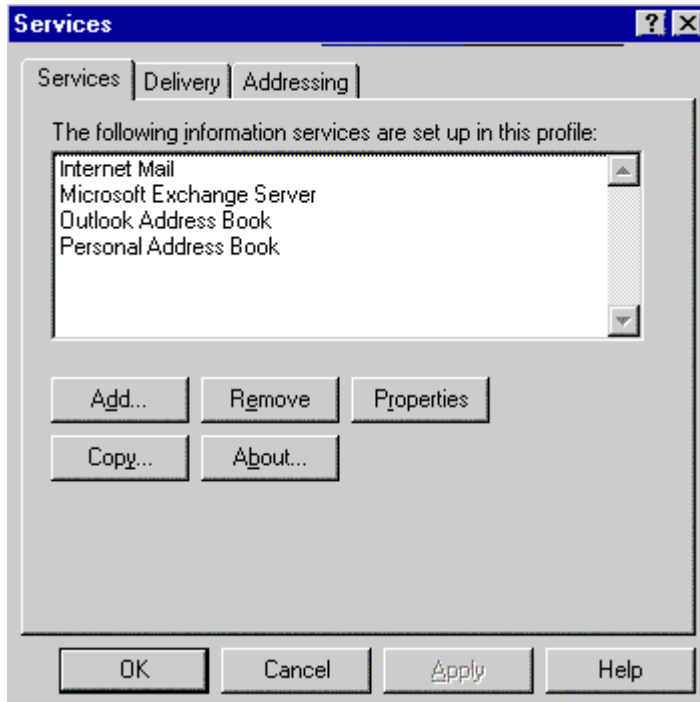 Services
Services Delivery Addressing
The following information services are set up in this profile:
Internet Mail
Microsoft Exchange Server
Outlook Address Book
Personal Address Book
Add... Remove Properties
Copy... About...
OK Cancel Apply Help